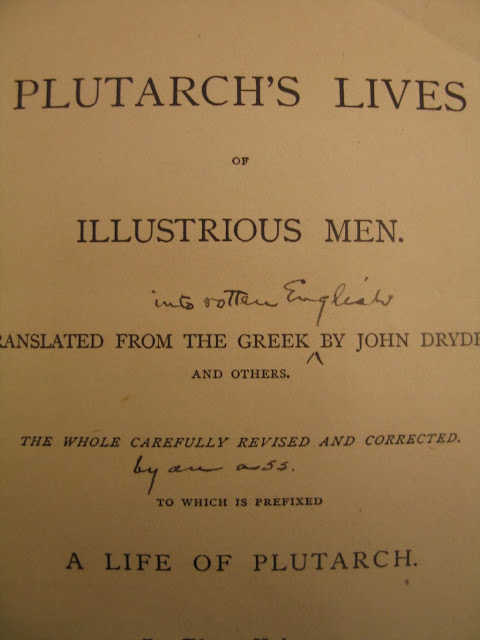 PLUTARCH'S LIVES
OF
ILLUSTRIOUS MEN.
into rotten English
RANSLATED FROM THE GREEK ^ BY JOHN DRYDE
AND OTHERS.
THE WHOLE CAREFULLY REVISED AND CORRECTED.
by an ass.
TO WHICH IS PREFIXED
A LIFE OF PLUTARCH.